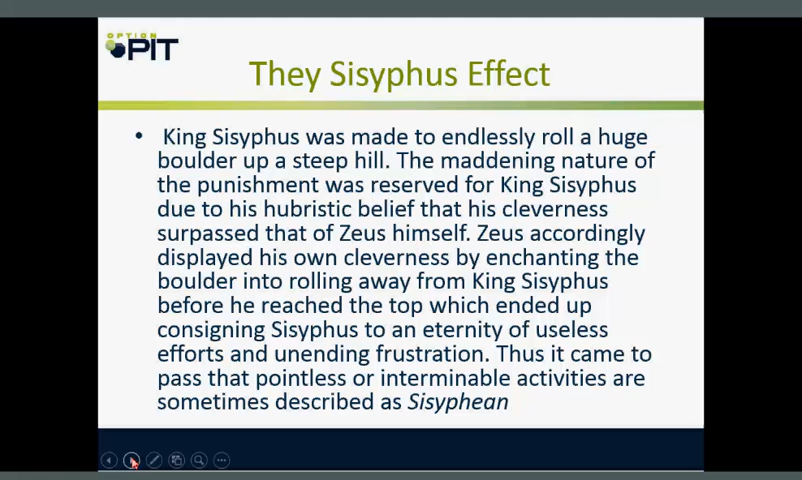 OPTION
PIT
They Sisyphus Effect
• King Sisyphus was made to endlessly roll a huge
boulder up a steep hill. The maddening nature of
the punishment was reserved for King Sisyphus
due to his hubristic belief that his cleverness
surpassed that of Zeus himself. Zeus accordingly
displayed his own cleverness by enchanting the
boulder into rolling away from King Sisyphus
before he reached the top which ended up
consigning Sisyphus to an eternity of useless
efforts and unending frustration. Thus it came to
pass that pointless or interminable activities are
sometimes described as Sisyphean